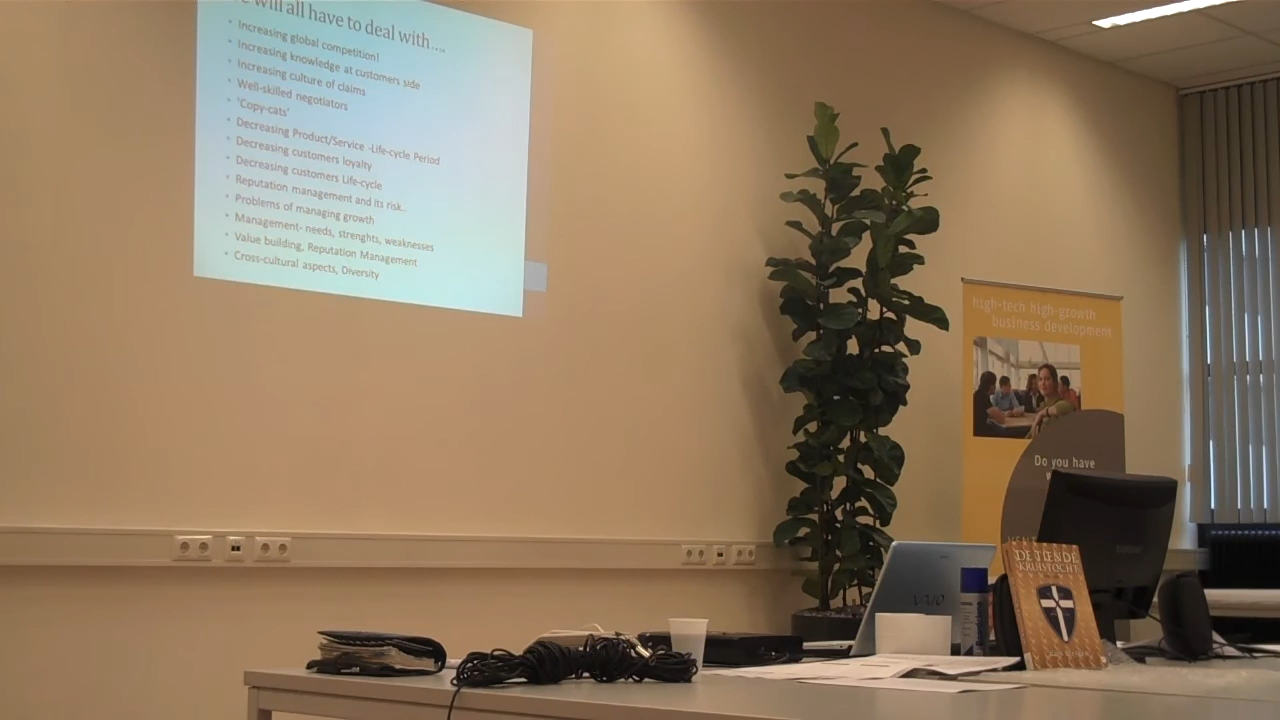 will all have to deal with....
• Increasing global competition!
• Increasing knowledge at customers side
• Increasing culture of claims
• Well-skilled negotiators
• 'Copy-cats'
• Decreasing Product/Service -Life-cycle Period
• Decreasing customers loyalty
• Decreasing customers Life-cycle
• Reputation management and its risk..
• Problems of managing growth
• Management- needs, strenghts, weaknesses
• Value building, Reputation Management
• Cross-cultural aspects, Diversity
high-tech high-growth
business development
Do you have
VAIO
DE TIENDE
KRUISTOCHT